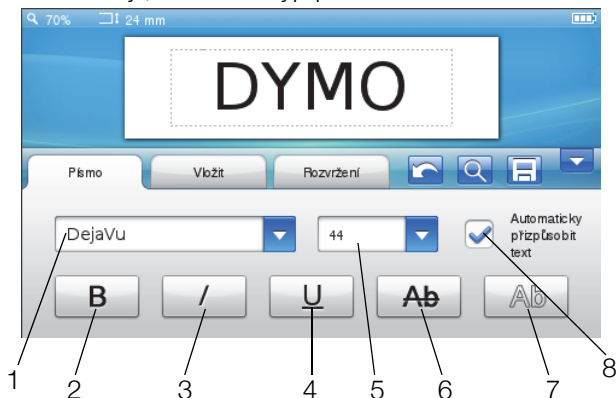 70% 24 mm
DYMO
Písmo Vložit Rozvržení
DejaVu 44 Automaticky
přizpůsobit
text
B I U Ab Ab
1 2 3 4 5 6 7 8